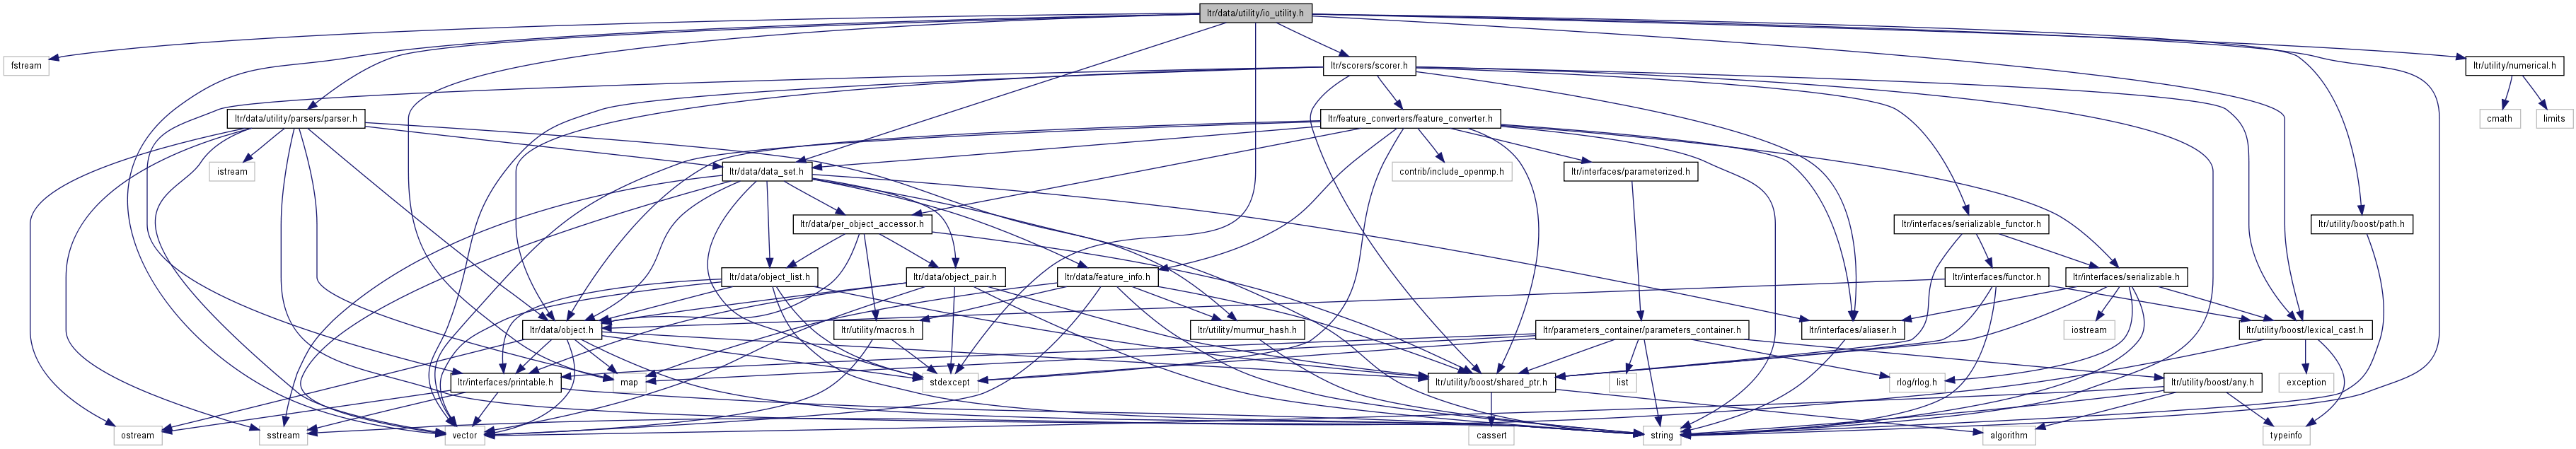 ltr/data/utility/io_utility.h
fstream
ltr/scorers/scorer.h
ltr/utility/numerical.h
ltr/data/utility/parsers/parser.h
ltr/feature_converters/feature_converter.h
cmath
limits
istream
ltr/data/data_set.h
contrib/include_openmp.h
ltr/interfaces/parameterized.h
ltr/data/per_object_accessor.h
ltr/interfaces/serializable_functor.h
ltr/utility/boost/path.h
ltr/data/object_list.h
ltr/data/object_pair.h
ltr/data/feature_info.h
ltr/interfaces/functor.h
ltr/interfaces/serializable.h
ltr/data/object.h
ltr/utility/macros.h
ltr/utility/murmur_hash.h
ltr/parameters_container/parameters_container.h
ltr/interfaces/aliaser.h
iostream
ltr/utility/boost/lexical_cast.h
ltr/interfaces/printable.h
map
stdexcept
ltr/utility/boost/shared_ptr.h
list
rlog/rlog.h
ltr/utility/boost/any.h
exception
ostream
sstream
vector
cassert
string
algorithm
typeinfo